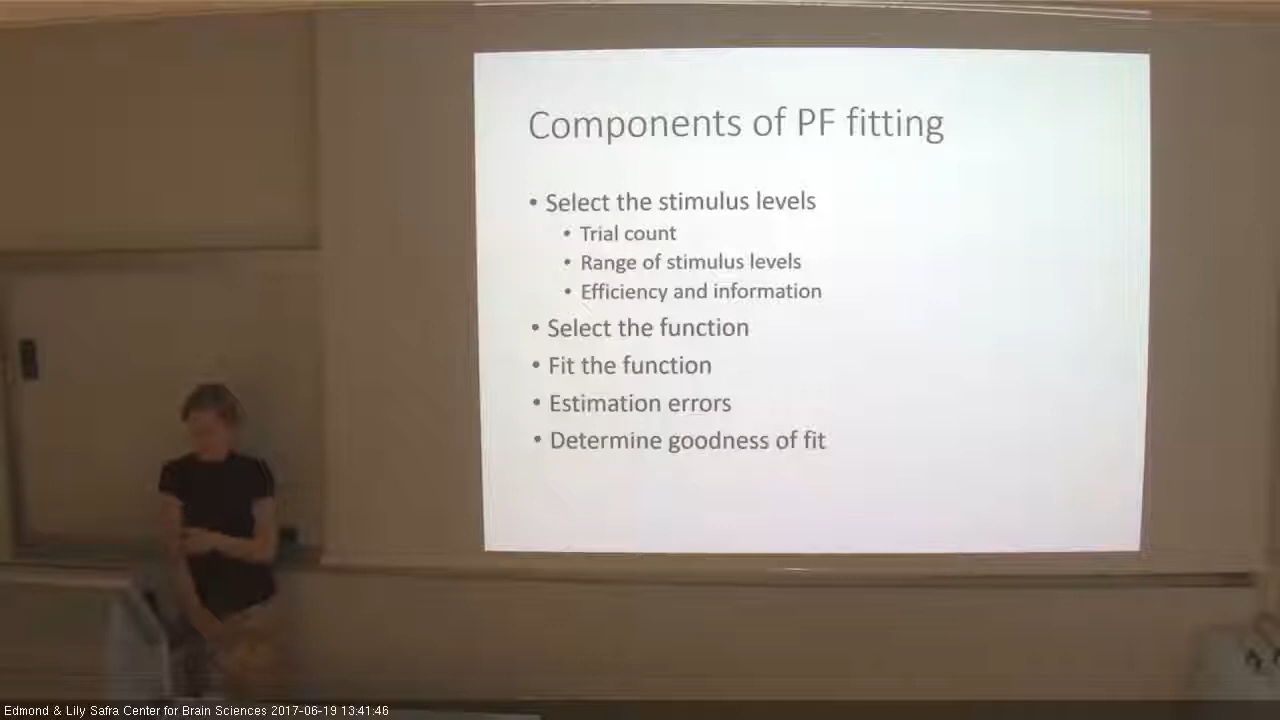 Components of PF fitting
• Select the stimulus levels
• Trial count
• Range of stimulus levels
• Efficiency and information
• Select the function
• Fit the function
• Estimation errors
• Determine goodness of fit
Edmond & Lily Safra Center for Brain Sciences 2017-06-19 13:41:46